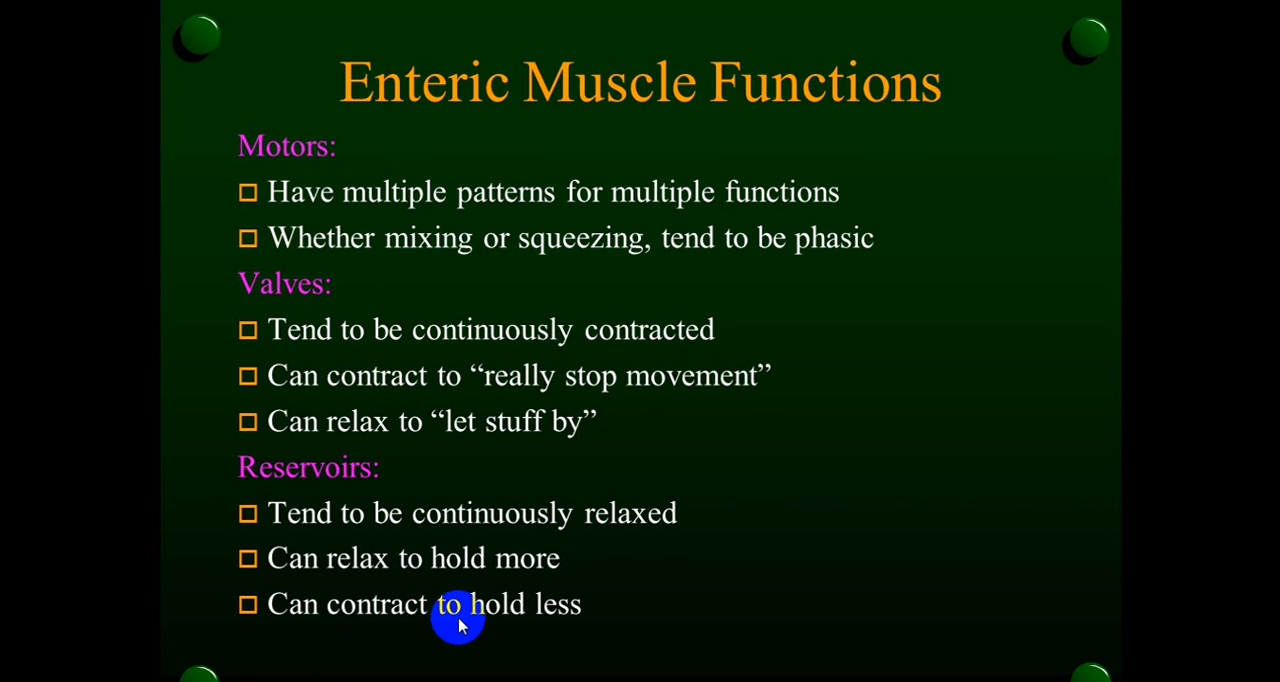 Enteric Muscle Functions
Motors:
Have multiple patterns for multiple functions
Whether mixing or squeezing, tend to be phasic
Valves:
Tend to be continuously contracted
Can contract to “really stop movement”
Can relax to “let stuff by”
Reservoirs:
Tend to be continuously relaxed
Can relax to hold more
Can contract to hold less